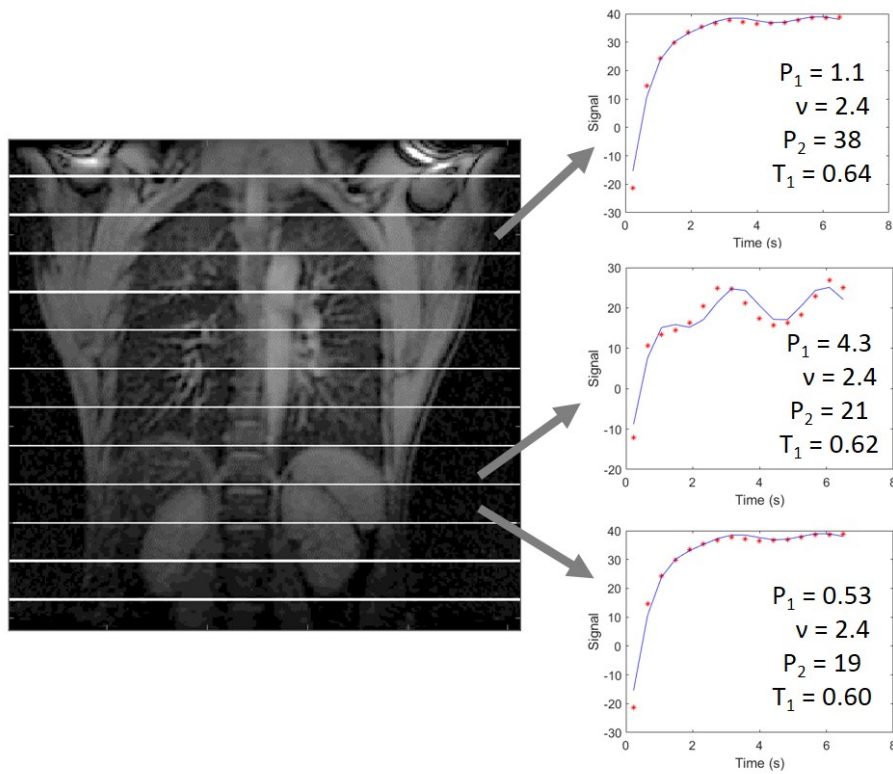 40
30
20
10
0
-10
-20
-30
Signal
0 2 4 6 8
Time (s)
P1 = 1.1
ν = 2.4
P2 = 38
T1 = 0.64
30
20
10
0
-10
-20
Signal
0 2 4 6 8
Time (s)
P1 = 4.3
ν = 2.4
P2 = 21
T1 = 0.62
40
30
20
10
0
-10
-20
-30
Signal
0 2 4 6 8
Time (s)
P1 = 0.53
ν = 2.4
P2 = 19
T1 = 0.60